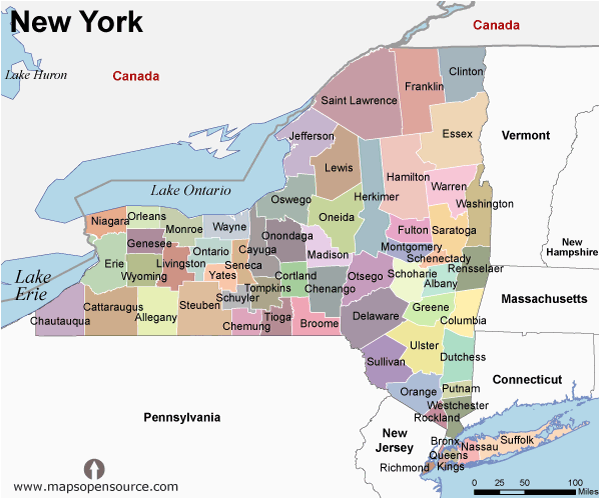 New York
Canada
Canada
Lake Huron
Clinton
Franklin
Saint Lawrence
Essex
Vermont
Jefferson
Lewis
Hamilton
Warren
Lake Ontario
Herkimer
Washington
Oswego
Oneida
Niagara
Orleans
Monroe
Wayne
Fulton
Saratoga
Genesee
Onondaga
Montgomery
Ontario
Cayuga
Madison
Schenectady
New
Hampshire
Erie
Livingston
Seneca
Otsego
Rensselaer
Lake
Erie
Wyoming
Yates
Cortland
Schohane
Albany
Tompkins
Chenango
Schuyler
Massachusetts
Chautauqua
Cattaraugus
Allegany
Steuben
Chemung
Tioga
Broome
Delaware
Greene
Columbia
Ulster
Dutchess
Sullivan
Connecticut
Orange
Putnam
Westchester
Rockland
Pennsylvania
New
Jersey
Bronx
Nassau
Suffolk
Queens
Richmond
Kings
www.mapsopensource.com
0 50 100
Miles